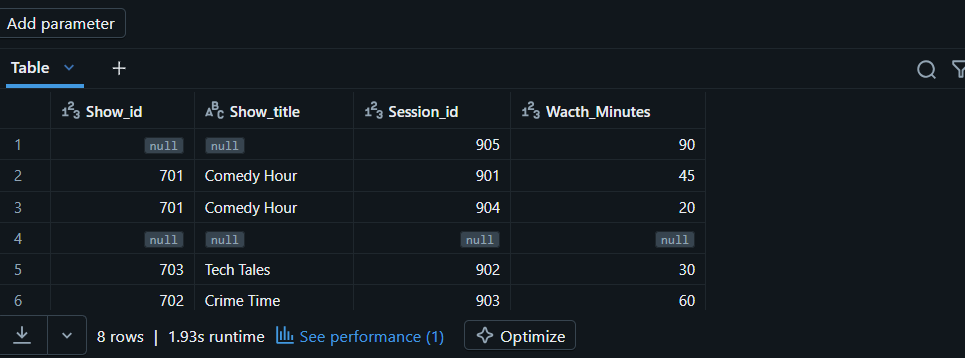 Add parameter
Table
Show_id Show_title Session_id Wacth_Minutes
1 null null 905 90
2 701 Comedy Hour 901 45
3 701 Comedy Hour 904 20
4 null null null null
5 703 Tech Tales 902 30
6 702 Crime Time 903 60
8 rows | 1.93s runtime See performance (1) Optimize